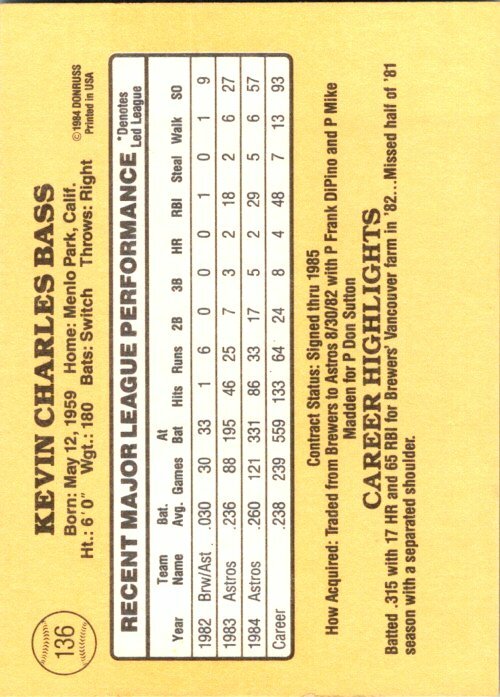 136
KEVIN CHARLES BASS
©1984 DONRUSS
Printed in USA
Born: May 12, 1959 Home: Menlo Park, Calif.
Ht.: 6'0" Wgt.: 180 Bats: Switch Throws: Right
RECENT MAJOR LEAGUE PERFORMANCE *Denotes Led League
Year Team Name Bat. Avg. Games At Bat Hits Runs 2B 3B HR RBI Steal Walk SO
1982 Brw/Ast .030 30 33 1 6 0 0 0 1 0 1 9
1983 Astros .236 88 195 46 25 7 3 2 18 2 6 27
1984 Astros .260 121 331 86 33 17 5 2 29 5 6 57
Career .238 239 559 133 64 24 8 4 48 7 13 93
Contract Status: Signed thru 1985
How Acquired: Traded from Brewers to Astros 8/30/82 with P Frank DiPino and P Mike
Madden for P Don Sutton
CAREER HIGHLIGHTS
Batted .315 with 17 HR and 65 RBI for Brewers' Vancouver farm in '82...Missed half of '81
season with a separated shoulder.